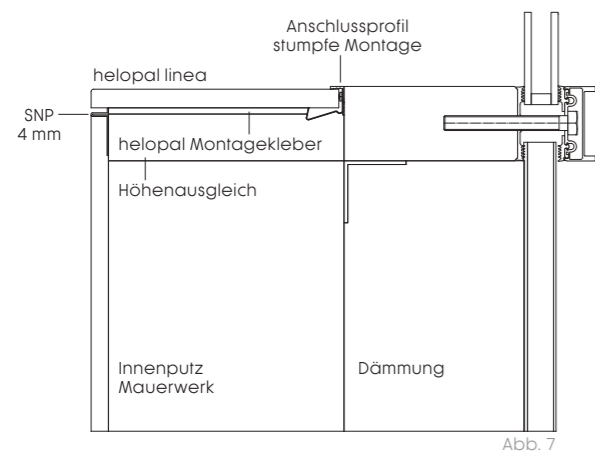 Anschlussprofil
stumpfe Montage
helopal linea
SNP
4 mm
helopal Montagekleber
Höhenausgleich
Innenputz
Mauerwerk
Dämmung
Abb. 7